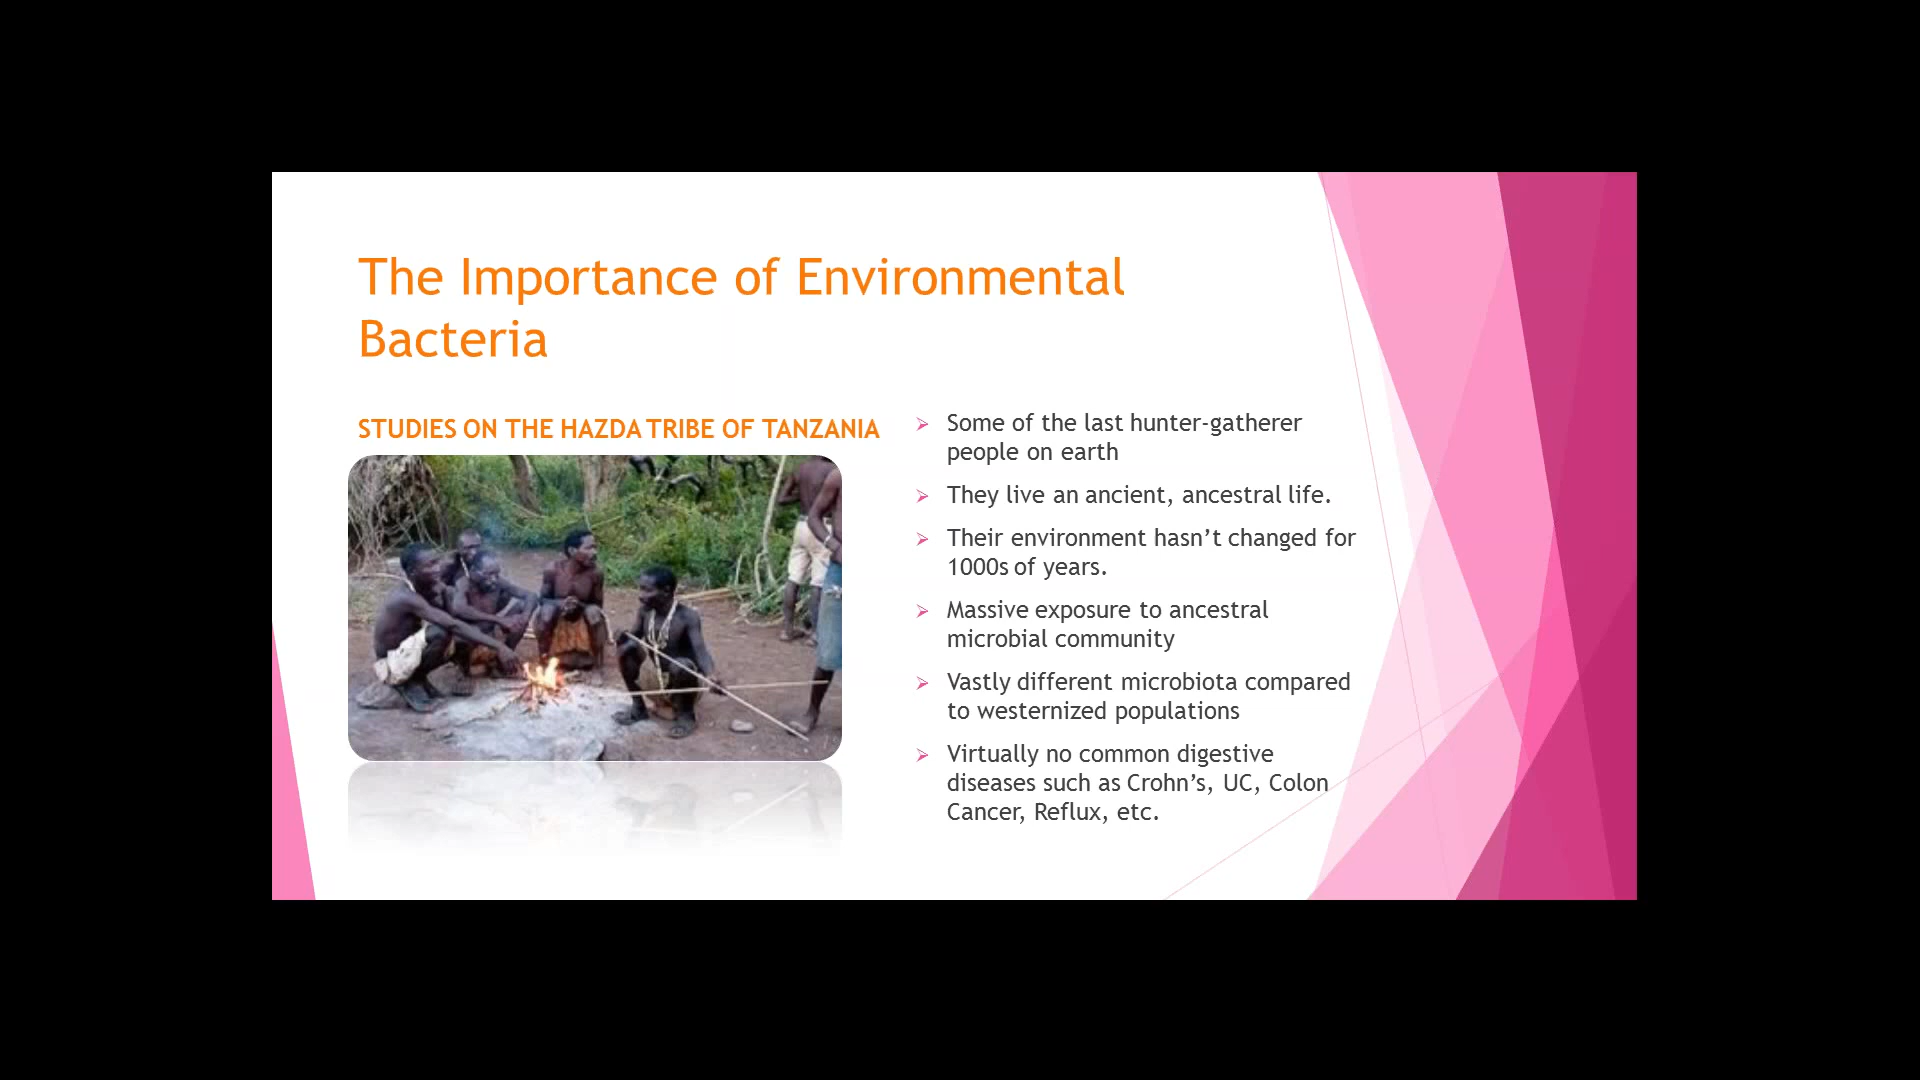 The Importance of Environmental
Bacteria
STUDIES ON THE HAZDA TRIBE OF TANZANIA
Some of the last hunter-gatherer
people on earth
They live an ancient, ancestral life.
Their environment hasn’t changed for
1000s of years.
Massive exposure to ancestral
microbial community
Vastly different microbiota compared
to westernized populations
Virtually no common digestive
diseases such as Crohn’s, UC, Colon
Cancer, Reflux, etc.